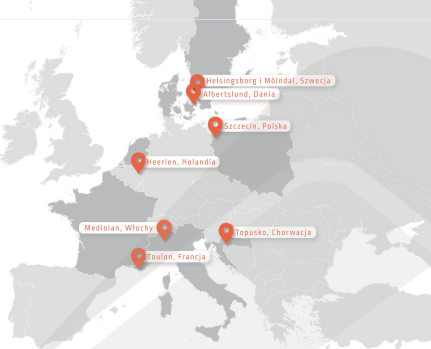 Helsingsborg i Mölndal, Szwecja
Albertslund, Dania
Szczecin, Polska
Heerlen, Holandia
Mediolan, Włochy
Topusko, Chorwacja
Toulon, Francja